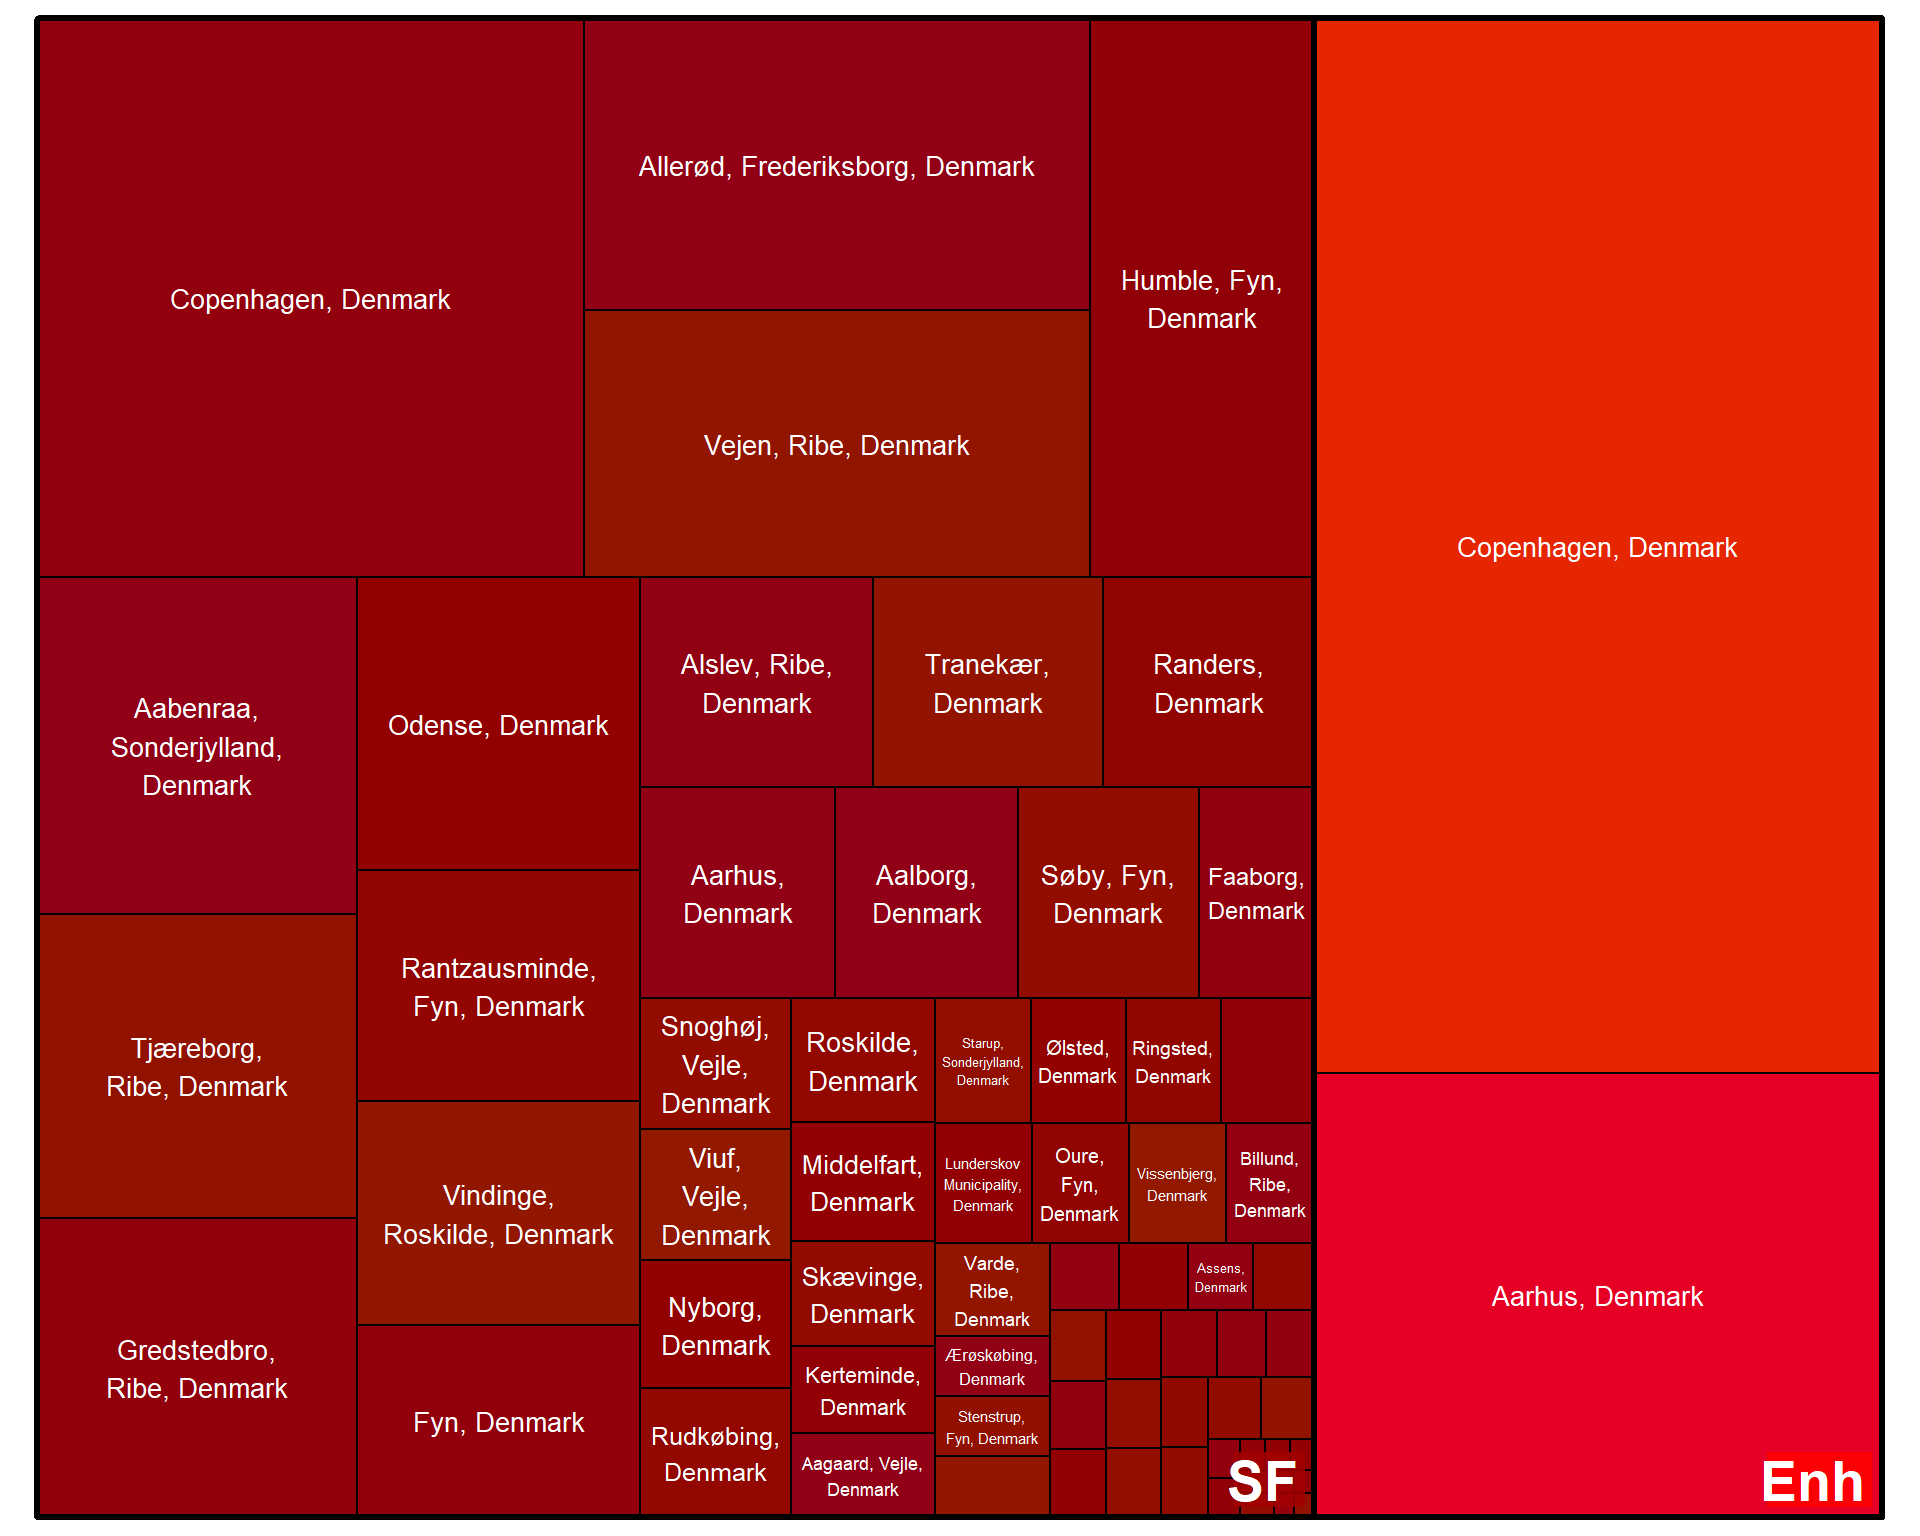 Copenhagen, Denmark
Allerød, Frederiksborg, Denmark
Vejen, Ribe, Denmark
Humble, Fyn,
Denmark
Aabenraa,
Sonderjylland,
Denmark
Tjæreborg,
Ribe, Denmark
Gredstedbro,
Ribe, Denmark
Odense, Denmark
Rantzausminde,
Fyn, Denmark
Vindinge,
Roskilde, Denmark
Fyn, Denmark
Alslev, Ribe,
Denmark
Tranekær,
Denmark
Randers,
Denmark
Aarhus,
Denmark
Aalborg,
Denmark
Søby, Fyn,
Denmark
Faaborg,
Denmark
Snoghøj,
Vejle,
Denmark
Viuf,
Vejle,
Denmark
Nyborg,
Denmark
Rudkøbing,
Denmark
Roskilde,
Denmark
Middelfart,
Denmark
Skævinge,
Denmark
Kerteminde,
Denmark
Aagaard, Vejle,
Denmark
Starup,
Sonderjylland,
Denmark
Ølsted,
Denmark
Ringsted,
Denmark
Lunderskov
Municipality,
Denmark
Oure,
Fyn,
Denmark
Vissenbjerg,
Denmark
Billund,
Ribe,
Denmark
Varde,
Ribe,
Denmark
Ærøskøbing,
Denmark
Stenstrup,
Fyn, Denmark
Assens,
Denmark
SF
Copenhagen, Denmark
Aarhus, Denmark
Enh